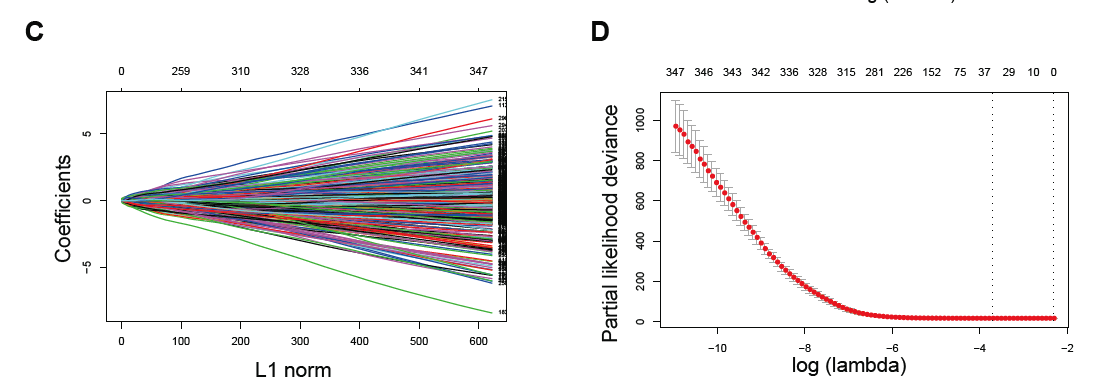 C
0 259 310 328 336 341 347
5
0
−5
Coefficients
0 100 200 300 400 500 600
L1 norm
D
347 346 343 342 336 328 315 281 226 152 75 37 29 10 0
1000
800
600
400
200
0
Partial likelihood deviance
−10 −8 −6 −4 −2
log (lambda)